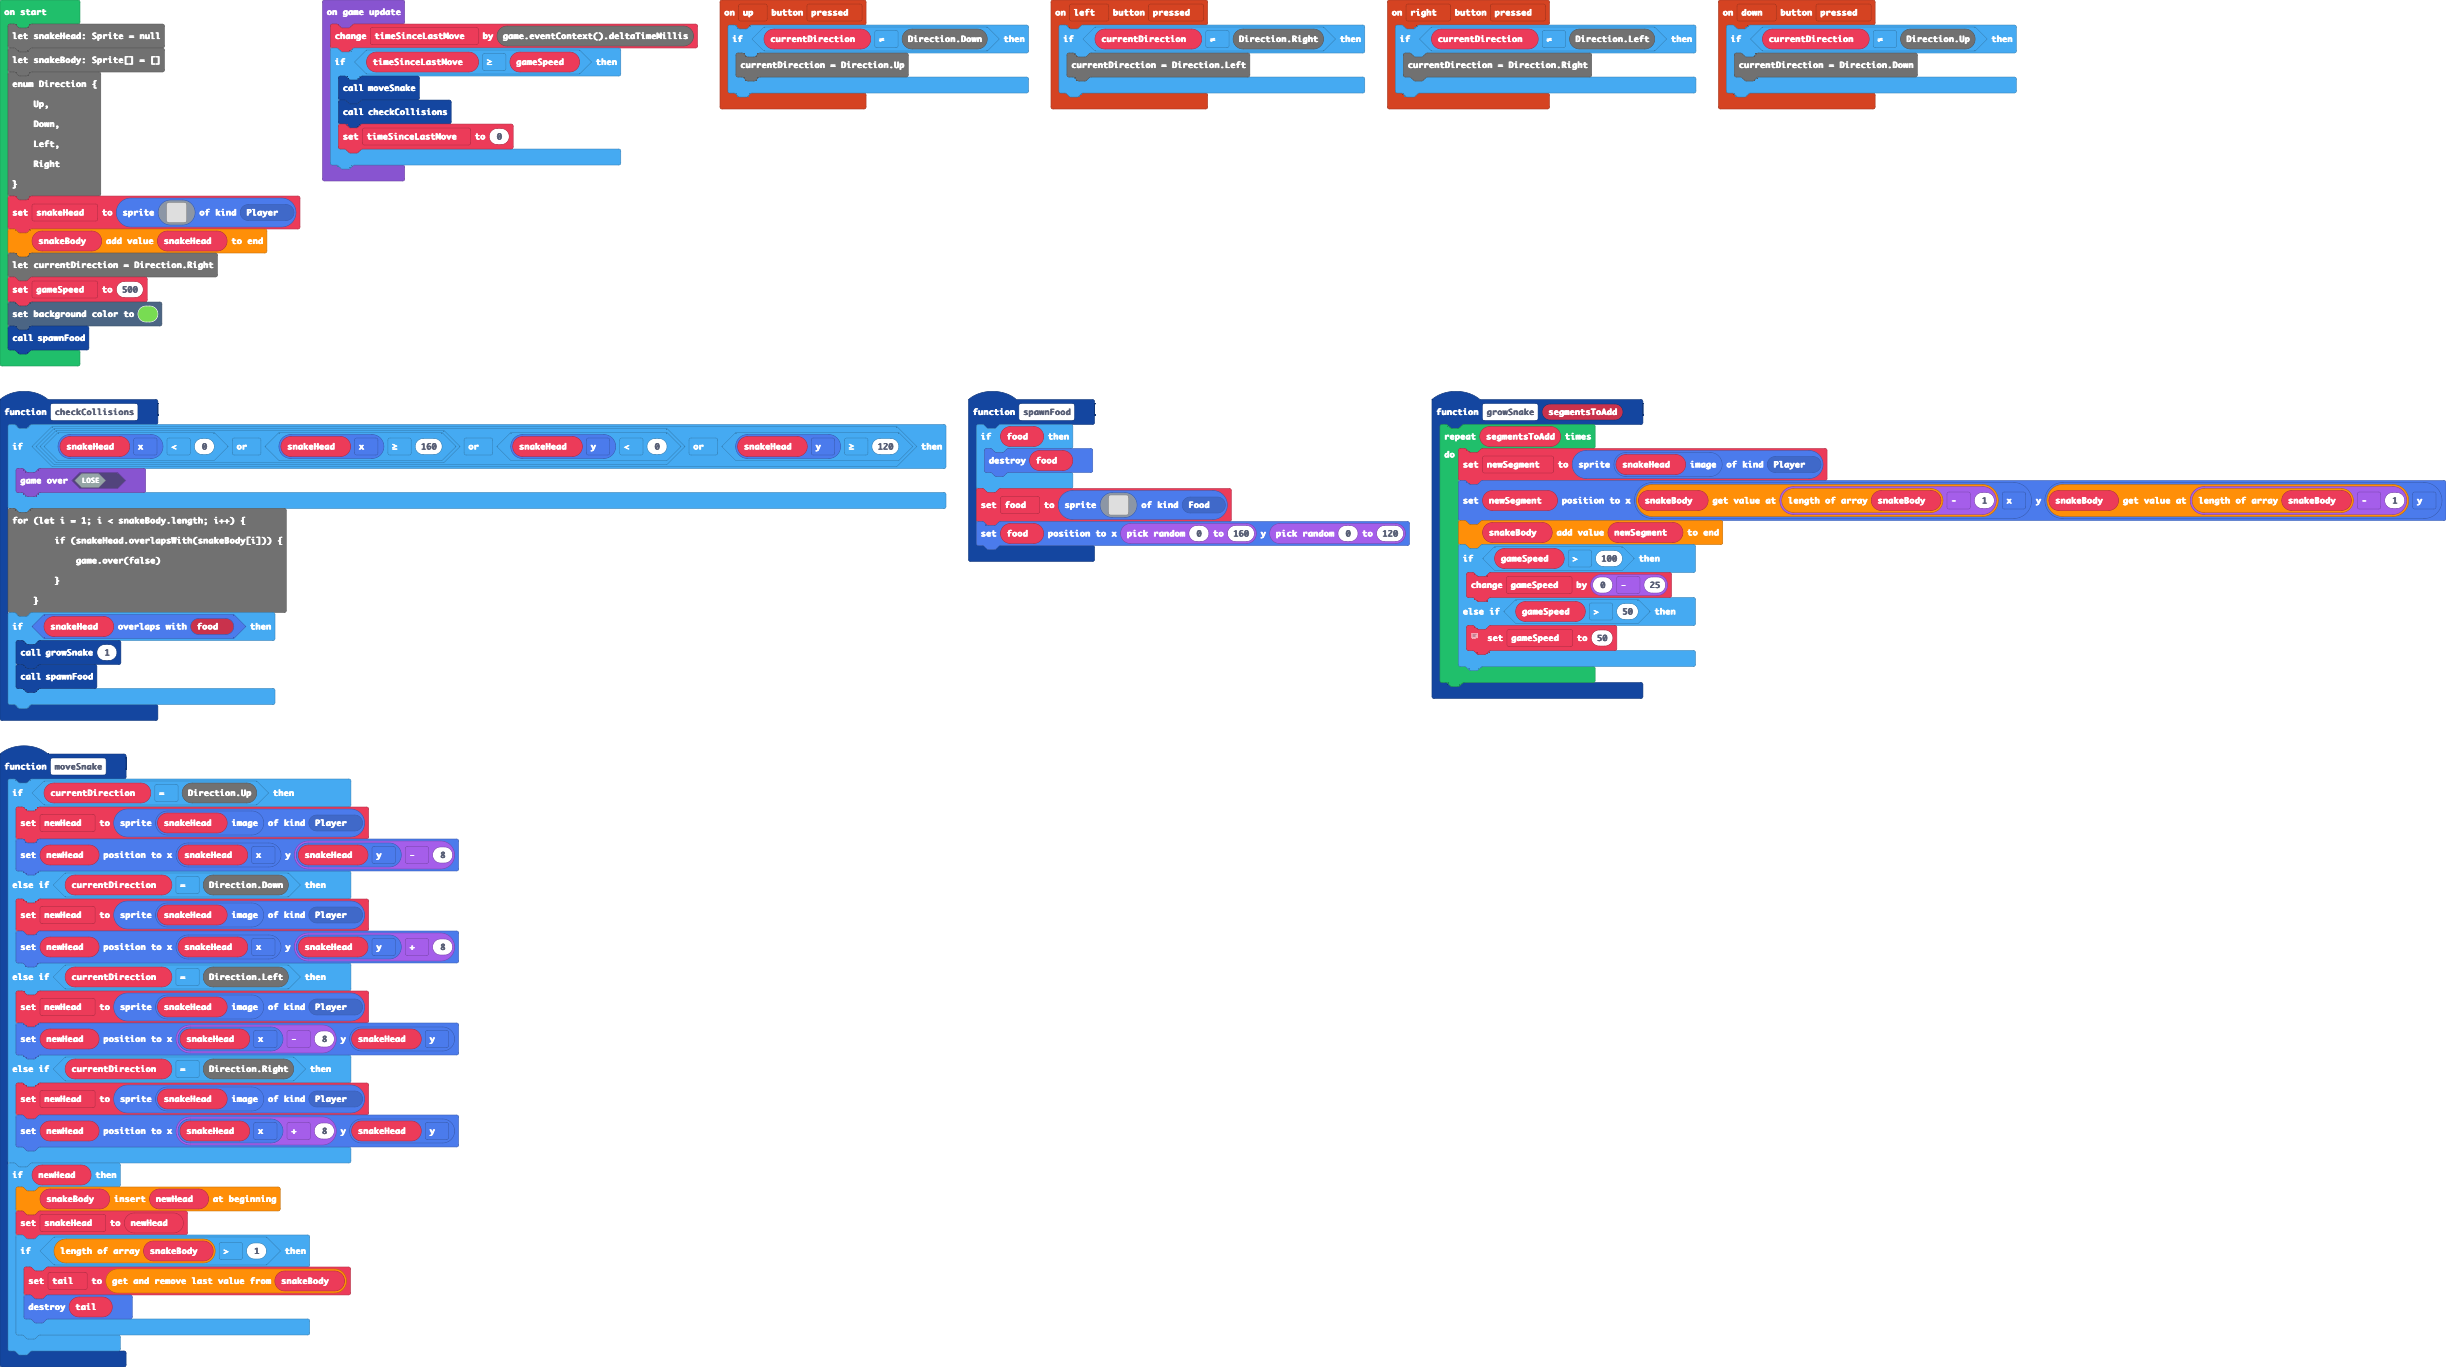 on start
let snakeHead: Sprite = null
let snakeBody: Sprite[] = []
enum Direction {
Up,
Down,
Left,
Right
}
set snakeHead to sprite of kind Player
snakeBody add value snakeHead to end
let currentDirection = Direction.Right
set gameSpeed to 500
set background color to
call spawnFood
on game update
change timeSinceLastMove by game.eventContext().deltaTimeMillis
if timeSinceLastMove ≥ gameSpeed then
call moveSnake
call checkCollisions
set timeSinceLastMove to 0
on up button pressed
if currentDirection ≠ Direction.Down then
currentDirection = Direction.Up
on left button pressed
if currentDirection ≠ Direction.Right then
currentDirection = Direction.Left
on right button pressed
if currentDirection ≠ Direction.Left then
currentDirection = Direction.Right
on down button pressed
if currentDirection ≠ Direction.Up then
currentDirection = Direction.Down
function checkCollisions
if snakeHead x < 0 or snakeHead x ≥ 160 or snakeHead y < 0 or snakeHead y ≥ 120 then
game over LOSE
for (let i = 1; i < snakeBody.length; i++) {
if (snakeHead.overlapsWith(snakeBody[i])) {
game.over(false)
}
}
if snakeHead overlaps with food then
call growSnake 1
call spawnFood
function spawnFood
if food then
destroy food
set food to sprite of kind Food
set food position to x pick random 0 to 160 y pick random 0 to 120
function growSnake segmentsToAdd
repeat segmentsToAdd times
do
set newSegment to sprite snakeHead image of kind Player
set newSegment position to x snakeBody get value at length of array snakeBody - 1 x y snakeBody get value at length of array snakeBody - 1 y
snakeBody add value newSegment to end
if gameSpeed > 100 then
change gameSpeed by 0 - 25
else if gameSpeed > 50 then
set gameSpeed to 50
function moveSnake
if currentDirection = Direction.Up then
set newHead to sprite snakeHead image of kind Player
set newHead position to x snakeHead x y snakeHead y - 8
else if currentDirection = Direction.Down then
set newHead to sprite snakeHead image of kind Player
set newHead position to x snakeHead x y snakeHead y + 8
else if currentDirection = Direction.Left then
set newHead to sprite snakeHead image of kind Player
set newHead position to x snakeHead x - 8 y snakeHead y
else if currentDirection = Direction.Right then
set newHead to sprite snakeHead image of kind Player
set newHead position to x snakeHead x + 8 y snakeHead y
if newHead then
snakeBody insert newHead at beginning
set snakeHead to newHead
if length of array snakeBody > 1 then
set tail to get and remove last value from snakeBody
destroy tail